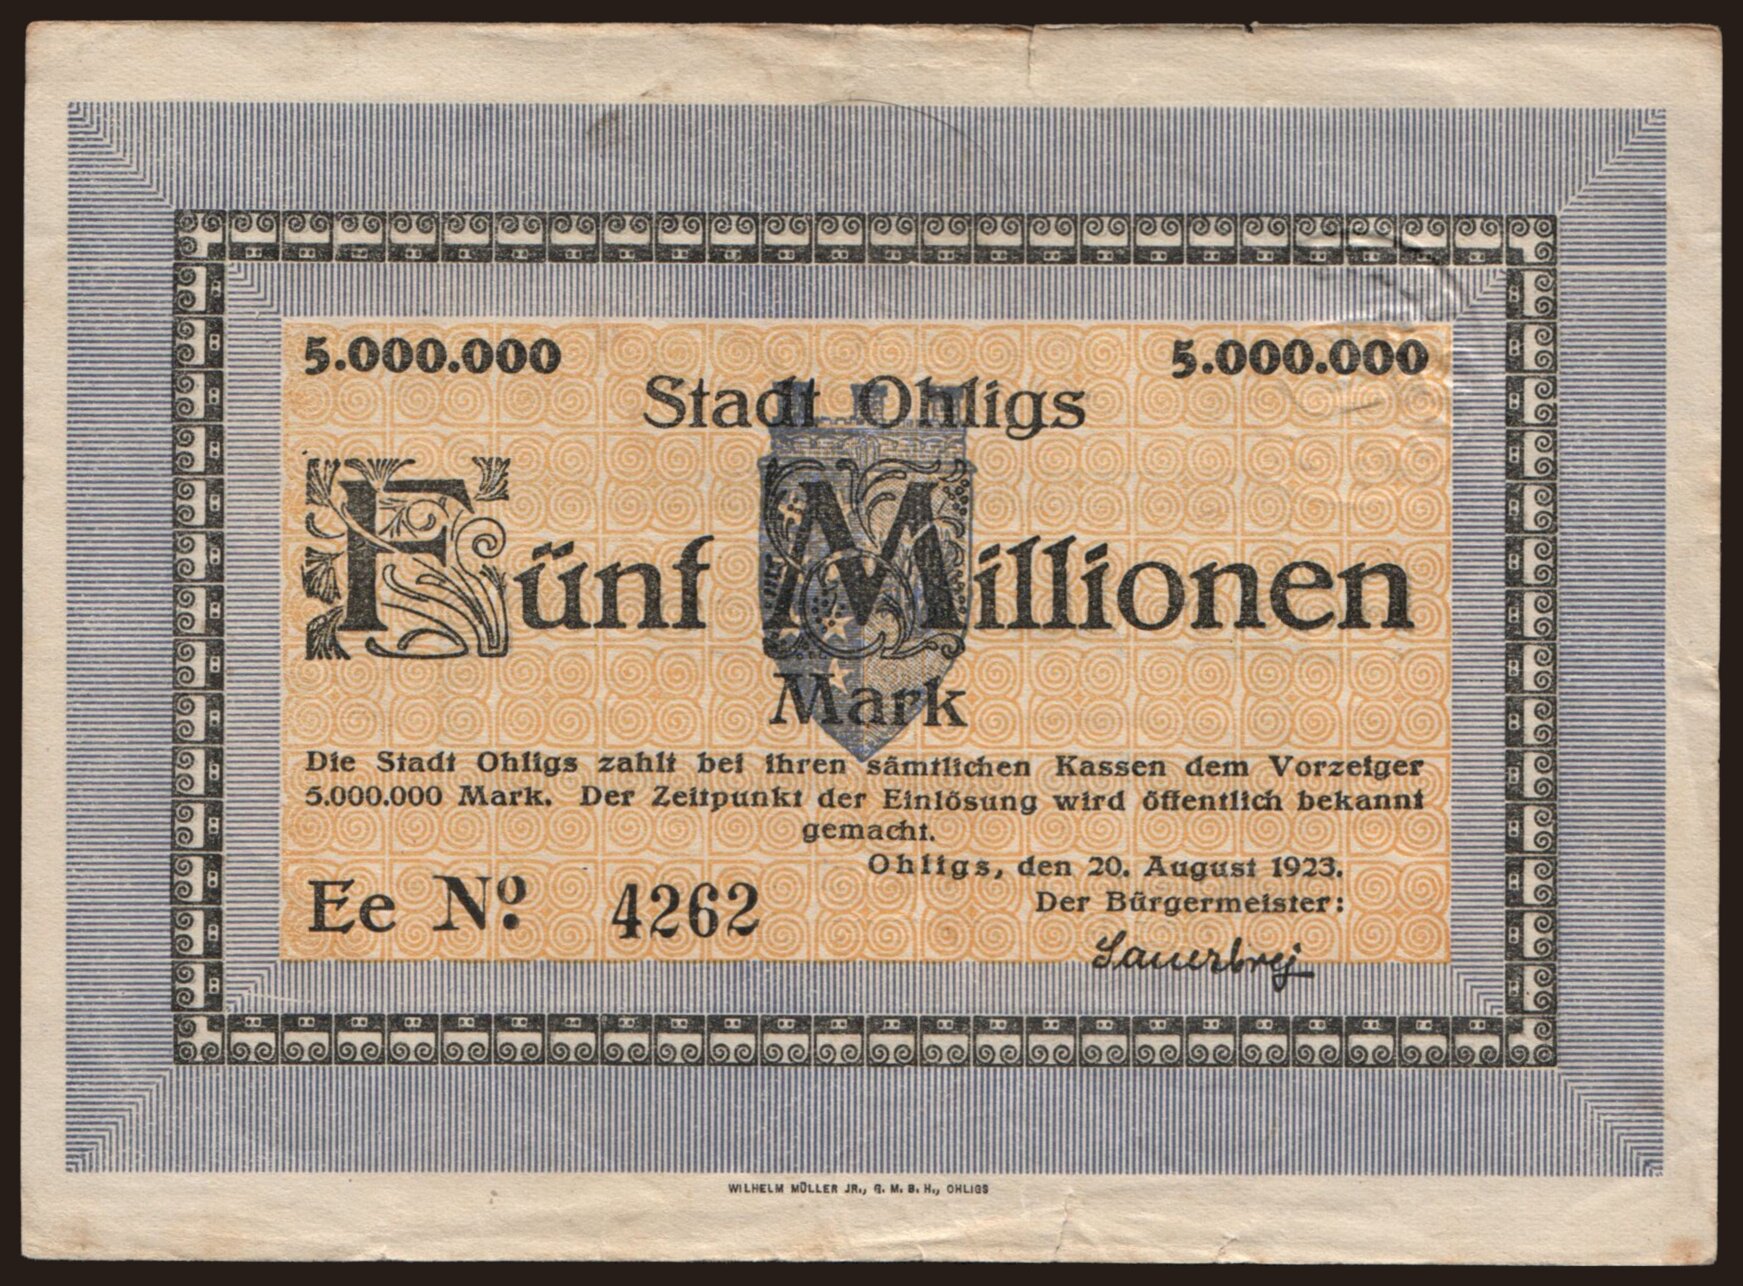 5.000.000 5.000.000
Stadt Ohligs
Fünf Millionen
Mark
Die Stadt Ohligs zahlt bei ihren sämtlichen Kassen dem Vorzeiger
5.000.000 Mark. Der Zeitpunkt der Einlösung wird öffentlich bekannt
gemacht.
Ohligs, den 20. August 1923.
Der Bürgermeister:
Ee No. 4262
Sauerbrej
WILHELM MÜLLER JR., G. M. B. H., OHLIGS